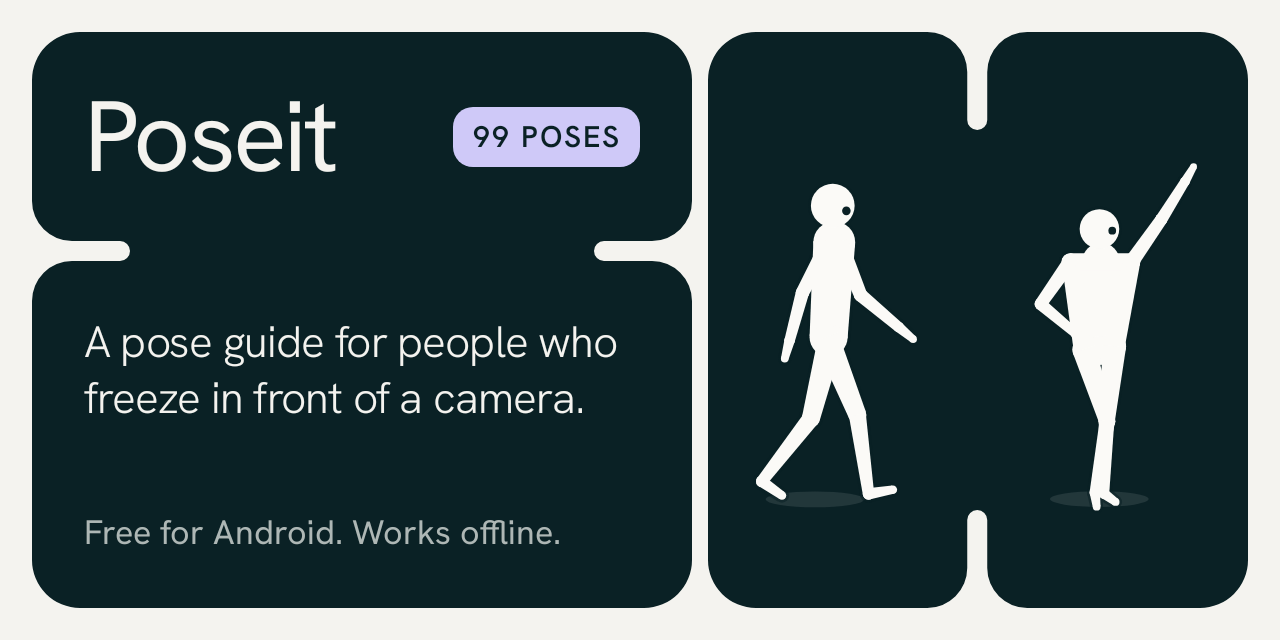 Poseit
99 POSES
A pose guide for people who
freeze in front of a camera.
Free for Android. Works offline.